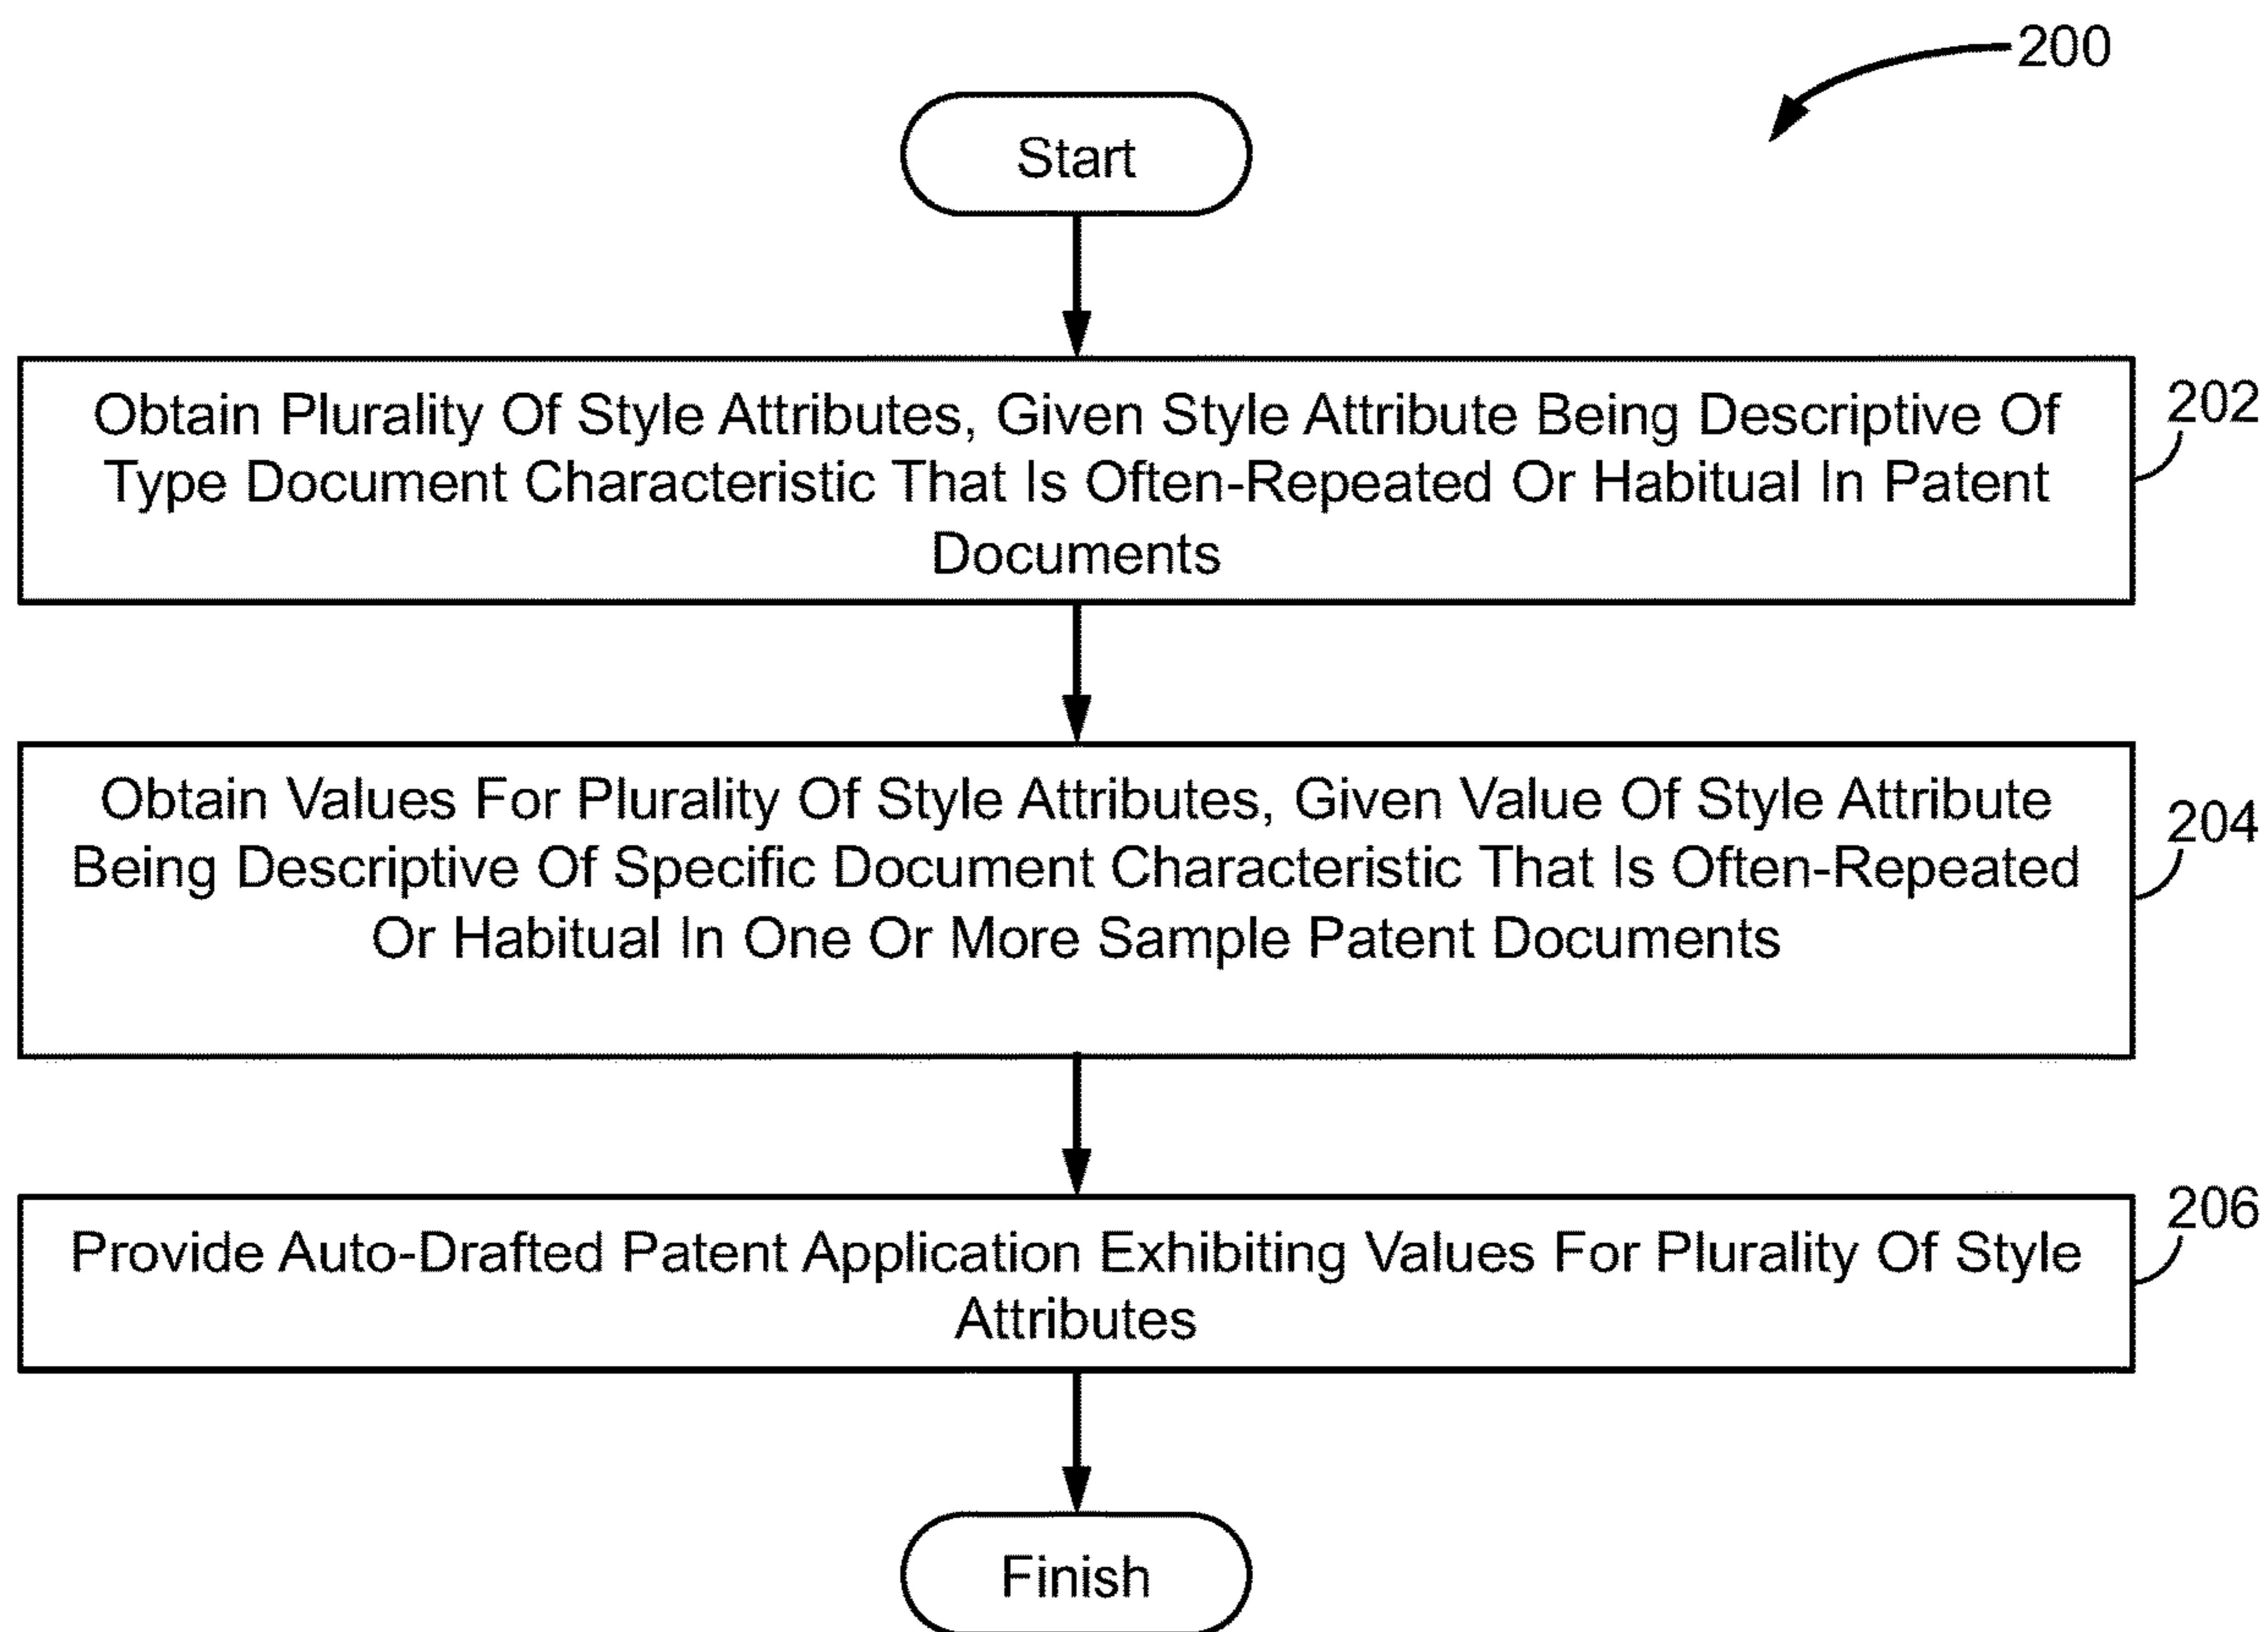 200
Start
Obtain Plurality Of Style Attributes, Given Style Attribute Being Descriptive Of
Type Document Characteristic That Is Often-Repeated Or Habitual In Patent
Documents
202
Obtain Values For Plurality Of Style Attributes, Given Value Of Style Attribute
Being Descriptive Of Specific Document Characteristic That Is Often-Repeated
Or Habitual In One Or More Sample Patent Documents
204
Provide Auto-Drafted Patent Application Exhibiting Values For Plurality Of Style
Attributes
206
Finish